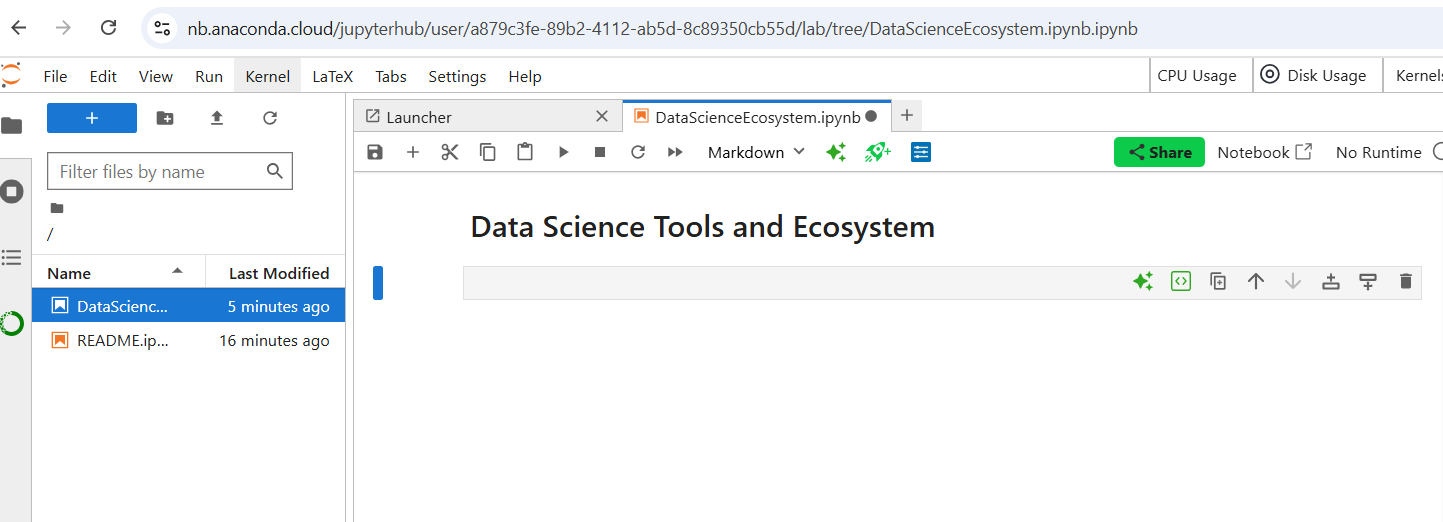 nb.anaconda.cloud/jupyterhub/user/a879c3fe-89b2-4112-ab5d-8c89350cb55d/lab/tree/DataScienceEcosystem.ipynb.ipynb
File Edit View Run Kernel LaTeX Tabs Settings Help CPU Usage Disk Usage Kernels
Launcher DataScienceEcosystem.ipynb
Markdown Share Notebook No Runtime
Filter files by name
/
Data Science Tools and Ecosystem
Name Last Modified
DataScienc... 5 minutes ago
README.ip... 16 minutes ago